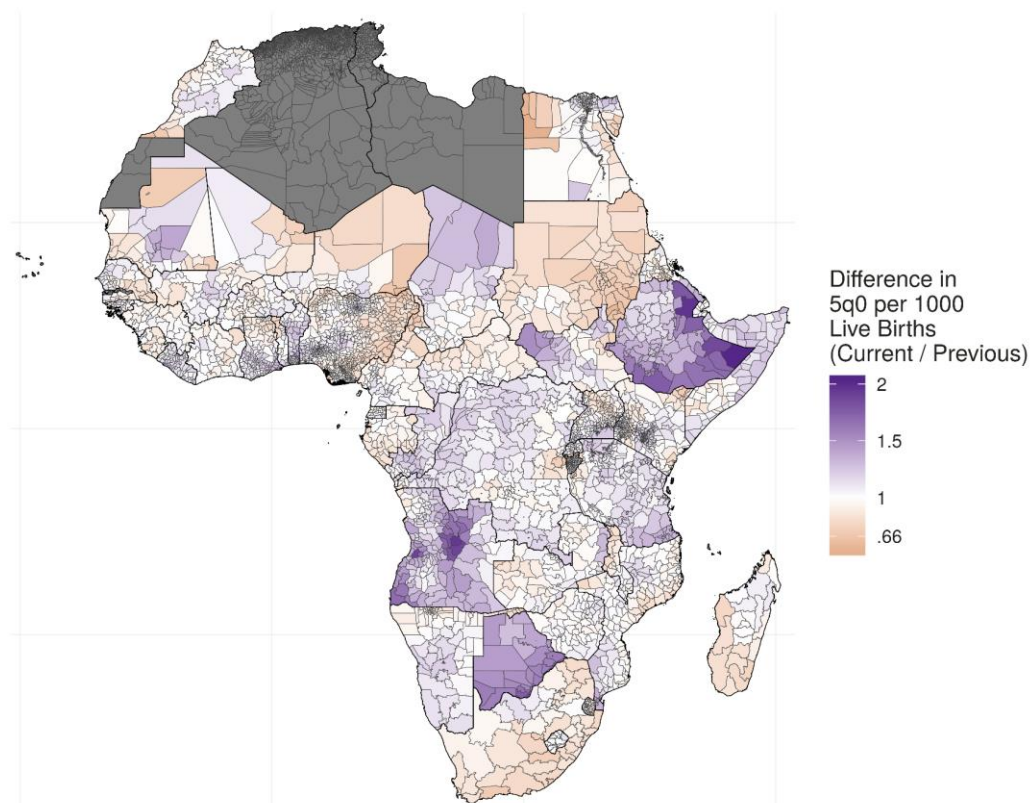 Difference in
5q0 per 1000
Live Births
(Current / Previous)
2
1.5
1
.66